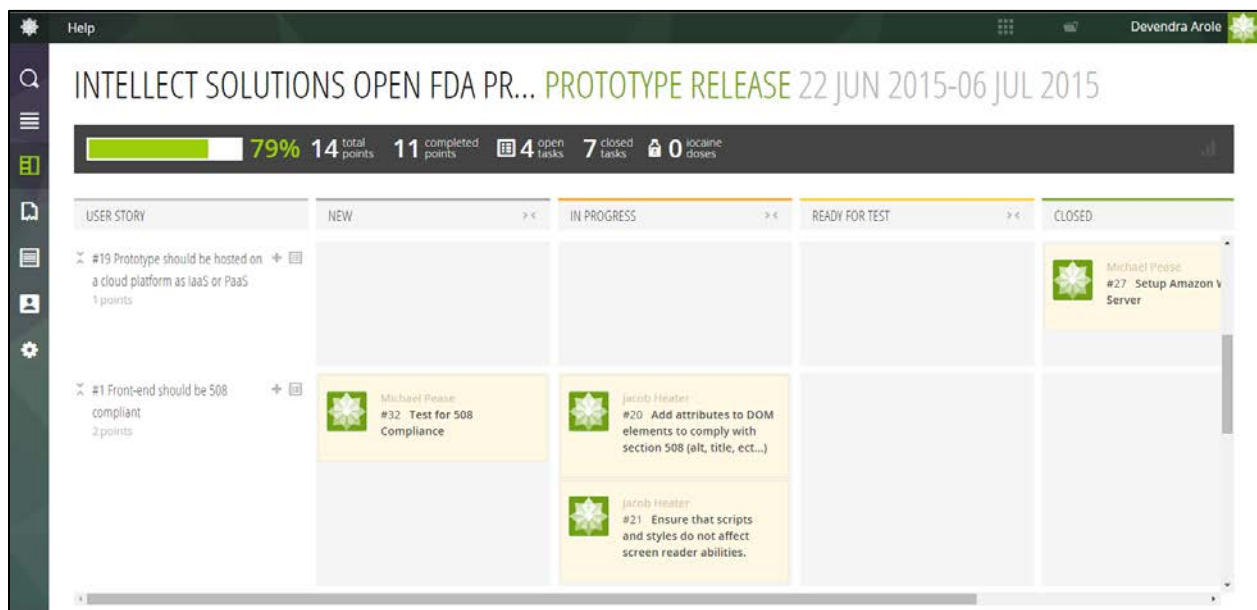 Help
Devendra Arole
INTELLECT SOLUTIONS OPEN FDA PR... PROTOTYPE RELEASE 22 JUN 2015-06 JUL 2015
79% 14 total points 11 completed points 4 open tasks 7 closed tasks 0 iocaine doses
USER STORY NEW IN PROGRESS READY FOR TEST CLOSED
#19 Prototype should be hosted on
a cloud platform as IaaS or PaaS
1 points
Michael Pease
#27 Setup Amazon W
Server
#1 Front-end should be 508
compliant
2 points
Michael Pease
#32 Test for 508
Compliance
Jacob Heater
#20 Add attributes to DOM
elements to comply with
section 508 (alt, title, ect...)
Jacob Heater
#21 Ensure that scripts
and styles do not affect
screen reader abilities.